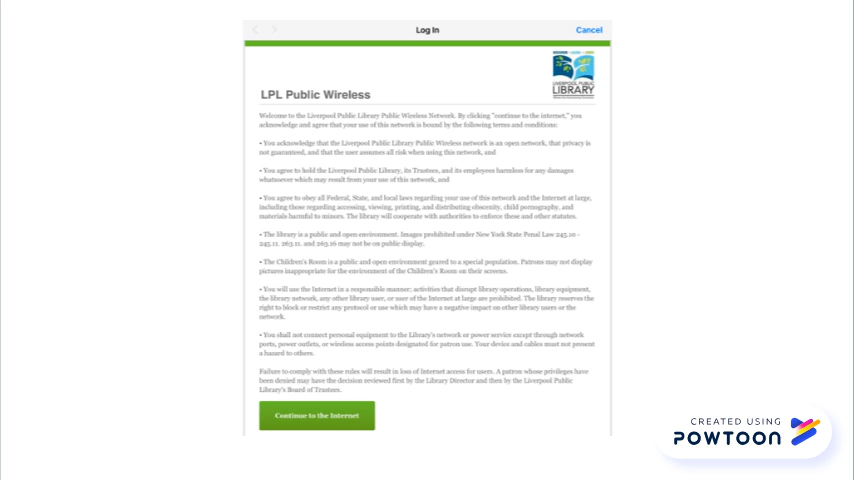 Log In
Cancel
LIVERPOOL PUBLIC
LIBRARY
LPL Public Wireless
Welcome to the Liverpool Public Library Public Wireless Network. By clicking "continue to the internet," you
acknowledge and agree that your use of this network is bound by the following terms and conditions:
• You acknowledge that the Liverpool Public Library Public Wireless network is an open network, that privacy is
not guaranteed, and that the user assumes all risk when using this network, and
• You agree to hold the Liverpool Public Library, its Trustees, and its employees harmless for any damages
whatsoever which may result from your use of this network, and
• You agree to obey all Federal, State, and local laws regarding your use of this network and the Internet at large,
including those regarding accessing, viewing, printing, and distributing obscenity, child pornography, and
materials harmful to minors. The library will cooperate with authorities to enforce these and other statutes.
• The library is a public and open environment. Images prohibited under New York State Penal Law 245.10 -
245.11. 263.11. and 263.16 may not be on public display.
• The Children's Room is a public and open environment geared to a special population. Patrons may not display
pictures inappropriate for the environment of the Children's Room on their screens.
• You will use the Internet in a responsible manner; activities that disrupt library operations, library equipment,
the library network, any other library user, or user of the Internet at large are prohibited. The library reserves the
right to block or restrict any protocol or use which may have a negative impact on other library users or the
network.
• You shall not connect personal equipment to the Library's network or power service except through network
ports, power outlets, or wireless access points designated for patron use. Your device and cables must not present
a hazard to others.
Failure to comply with these rules will result in loss of Internet access for users. A patron whose privileges have
been denied may have the decision reviewed first by the Library Director and then by the Liverpool Public
Library's Board of Trustees.
Continue to the Internet
CREATED USING
POWTOON